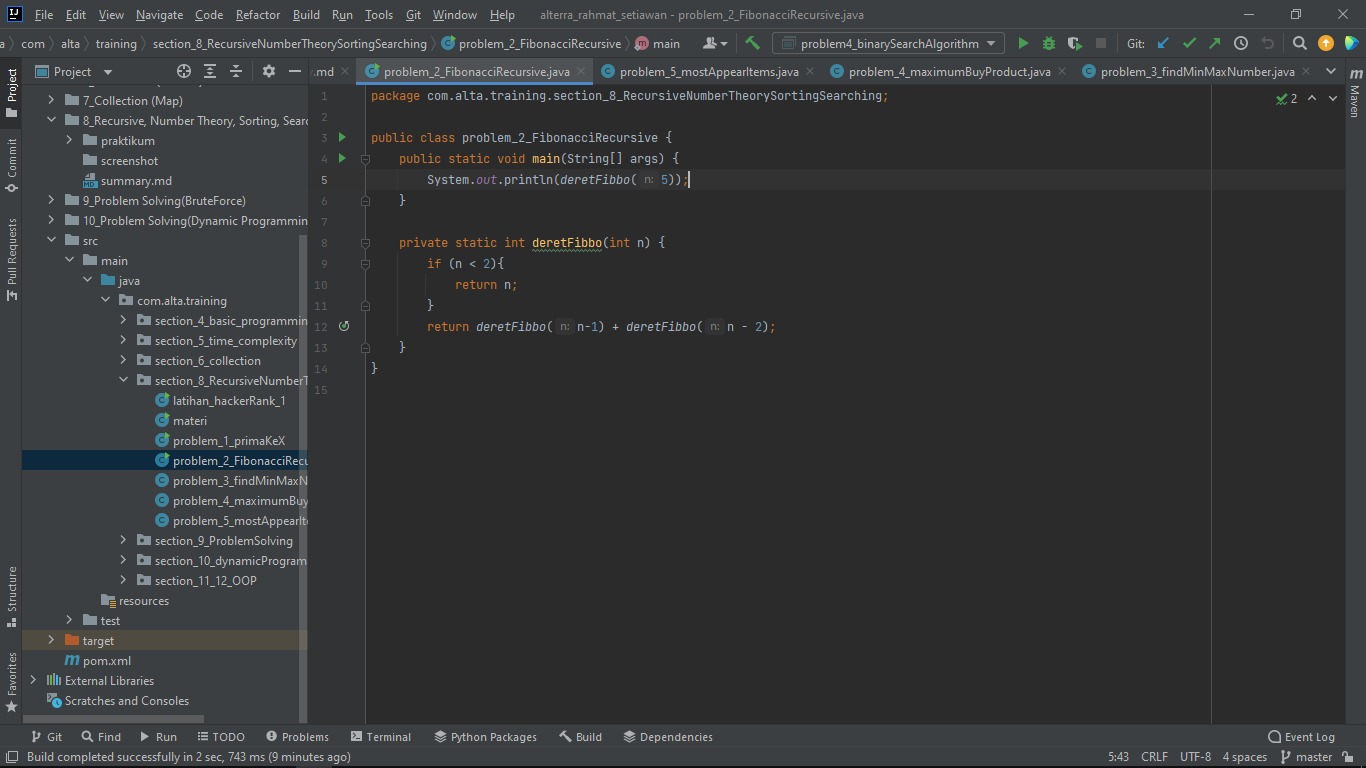 File Edit View Navigate Code Refactor Build Run Tools Git Window Help alterra_rahmat_setiawan - problem_2_FibonacciRecursive.java
a com alta training section_8_RecursiveNumberTheorySortingSearching problem_2_FibonacciRecursive main problem4_binarySearchAlgorithm Git:
Project .md problem_2_FibonacciRecursive.java problem_5_mostAppearItems.java problem_4_maximumBuyProduct.java problem_3_findMinMaxNumber.java
Project
Commit
Pull Requests
Structure
Favorites
7_Collection (Map)
8_Recursive, Number Theory, Sorting, Sear
praktikum
screenshot
summary.md
9_Problem Solving(BruteForce)
10_Problem Solving(Dynamic Programmin
src
main
java
com.alta.training
section_4_basic_programmin
section_5_time_complexity
section_6_collection
section_8_RecursiveNumberT
latihan_hackerRank_1
materi
problem_1_primaKeX
problem_2_FibonacciRecu
problem_3_findMinMaxN
problem_4_maximumBuy
problem_5_mostAppearIte
section_9_ProblemSolving
section_10_dynamicProgram
section_11_12_OOP
resources
test
target
pom.xml
External Libraries
Scratches and Consoles
1 package com.alta.training.section_8_RecursiveNumberTheorySortingSearching;
2
3 public class problem_2_FibonacciRecursive {
4 public static void main(String[] args) {
5 System.out.println(deretFibbo( n: 5));
6 }
7
8 private static int deretFibbo(int n) {
9 if (n < 2){
10 return n;
11 }
12 return deretFibbo( n: n-1) + deretFibbo( n: n - 2);
13 }
14 }
15
2
Maven
Git Find Run TODO Problems Terminal Python Packages Build Dependencies Event Log
Build completed successfully in 2 sec, 743 ms (9 minutes ago) 5:43 CRLF UTF-8 4 spaces master